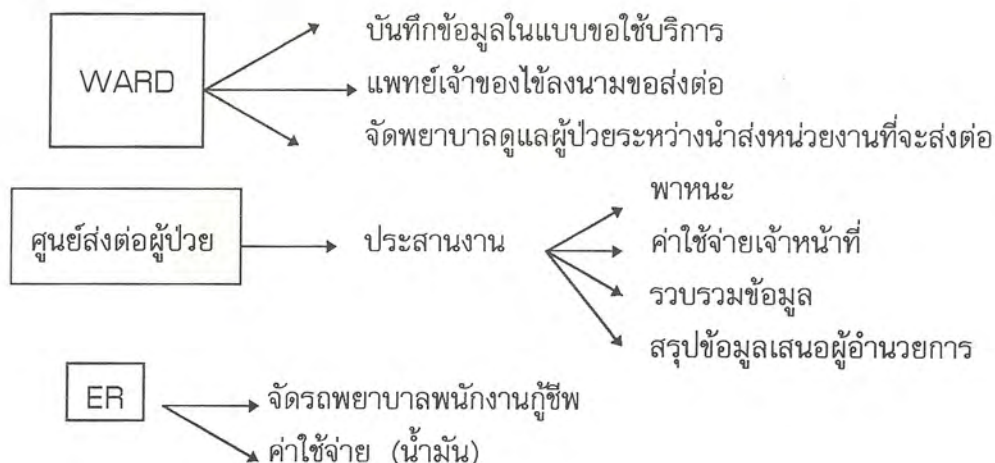 WARD
บันทึกข้อมูลในแบบขอใช้บริการ
แพทย์เจ้าของไข้ลงนามขอส่งต่อ
จัดพยาบาลดูแลผู้ป่วยระหว่างนำส่งหน่วยงานที่จะส่งต่อ
ศูนย์ส่งต่อผู้ป่วย
ประสานงาน
พาหนะ
ค่าใช้จ่ายเจ้าหน้าที่
รวบรวมข้อมูล
สรุปข้อมูลเสนอผู้อำนวยการ
ER
จัดรถพยาบาลพนักงานกู้ชีพ
ค่าใช้จ่าย (น้ำมัน)